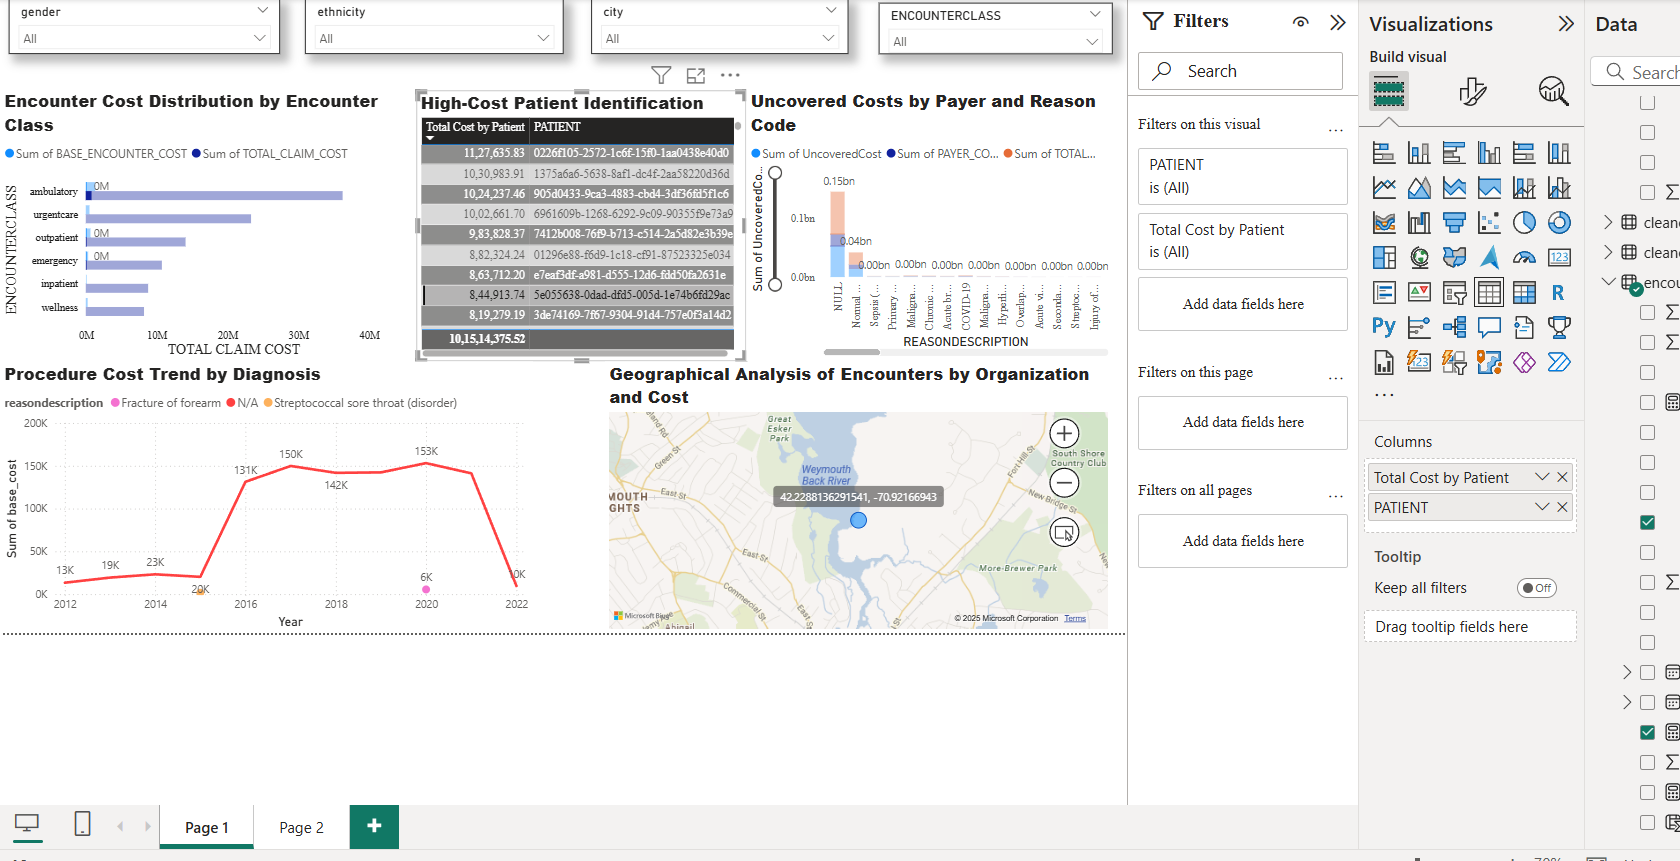 gender
All
ethnicity
All
city
All
ENCOUNTERCLASS
All
Encounter Cost Distribution by Encounter
Class
Sum of BASE_ENCOUNTER_COST Sum of TOTAL_CLAIM_COST
ENCOUNTERCLASS
ambulatory
urgentcare
outpatient
emergency
inpatient
wellness
0M
0M
0M
0M 10M 20M 30M 40M
TOTAL CLAIM COST
High-Cost Patient Identification
Total Cost by Patient PATIENT
11,27,635.83 0226f105-2572-1c6f-15f0-1aa0438e40d0
10,30,983.91 1375a6a6-5638-8af1-dc4f-2aa58220d36d
10,24,237.46 905d0433-9ca3-4883-cbd4-3df36fd5f1c6
10,02,661.70 6961609b-1268-6292-9c09-90355f9e73a9
9,83,828.37 7412b008-76f9-b713-c514-2a5d82e3b39e
8,82,324.24 01296e88-f6d9-1c18-cf91-87523325e034
8,63,712.20 e7eaf3df-a981-d555-12d6-fdd50fa2631e
8,44,913.74 5e055638-0dad-dfd5-005d-1e74b6fd29ac
8,19,279.19 3de74169-7f67-9304-91d4-757e0f3a14d2
10,15,14,375.52
Uncovered Costs by Payer and Reason
Code
Sum of UncoveredCost Sum of PAYER_CO... Sum of TOTAL...
Sum of UncoveredCo...
0.15bn
0.1bn
0.04bn
0.0bn
0.00bn 0.00bn 0.00bn 0.00bn 0.00bn 0.00bn 0.00bn
NULL
Normal ...
Sepsis (...
Primary ...
Maligna...
Chronic ...
Acute br...
COVID-19
Maligna...
Hyperli...
Overlap...
Acute vi...
Seconda...
Streptoc...
Injury of...
REASONDESCRIPTION
Procedure Cost Trend by Diagnosis
reasondescription Fracture of forearm N/A Streptococcal sore throat (disorder)
Sum of base_cost
200K
150K
100K
50K
0K
13K
19K
23K
20K
131K
150K
142K
153K
6K
10K
2012 2014 2016 2018 2020 2022
Year
Geographical Analysis of Encounters by Organization
and Cost
Great
Esker
Park
Green St
East St
Weymouth
Back River
Fort Hill St
South Shore
Country Club
New Bridge St
42.2288136291541, -70.92166943
East St
East St
Commercial St
More-Brewer Park
© 2025 Microsoft Corporation Terms
Filters
Search
Filters on this visual ...
PATIENT
is (All)
Total Cost by Patient
is (All)
Add data fields here
Filters on this page ...
Add data fields here
Filters on all pages ...
Add data fields here
Visualizations
Build visual
123
R
Py
123
...
Columns
Total Cost by Patient
PATIENT
Tooltip
Keep all filters Off
Drag tooltip fields here
Data
Search
Page 1
Page 2